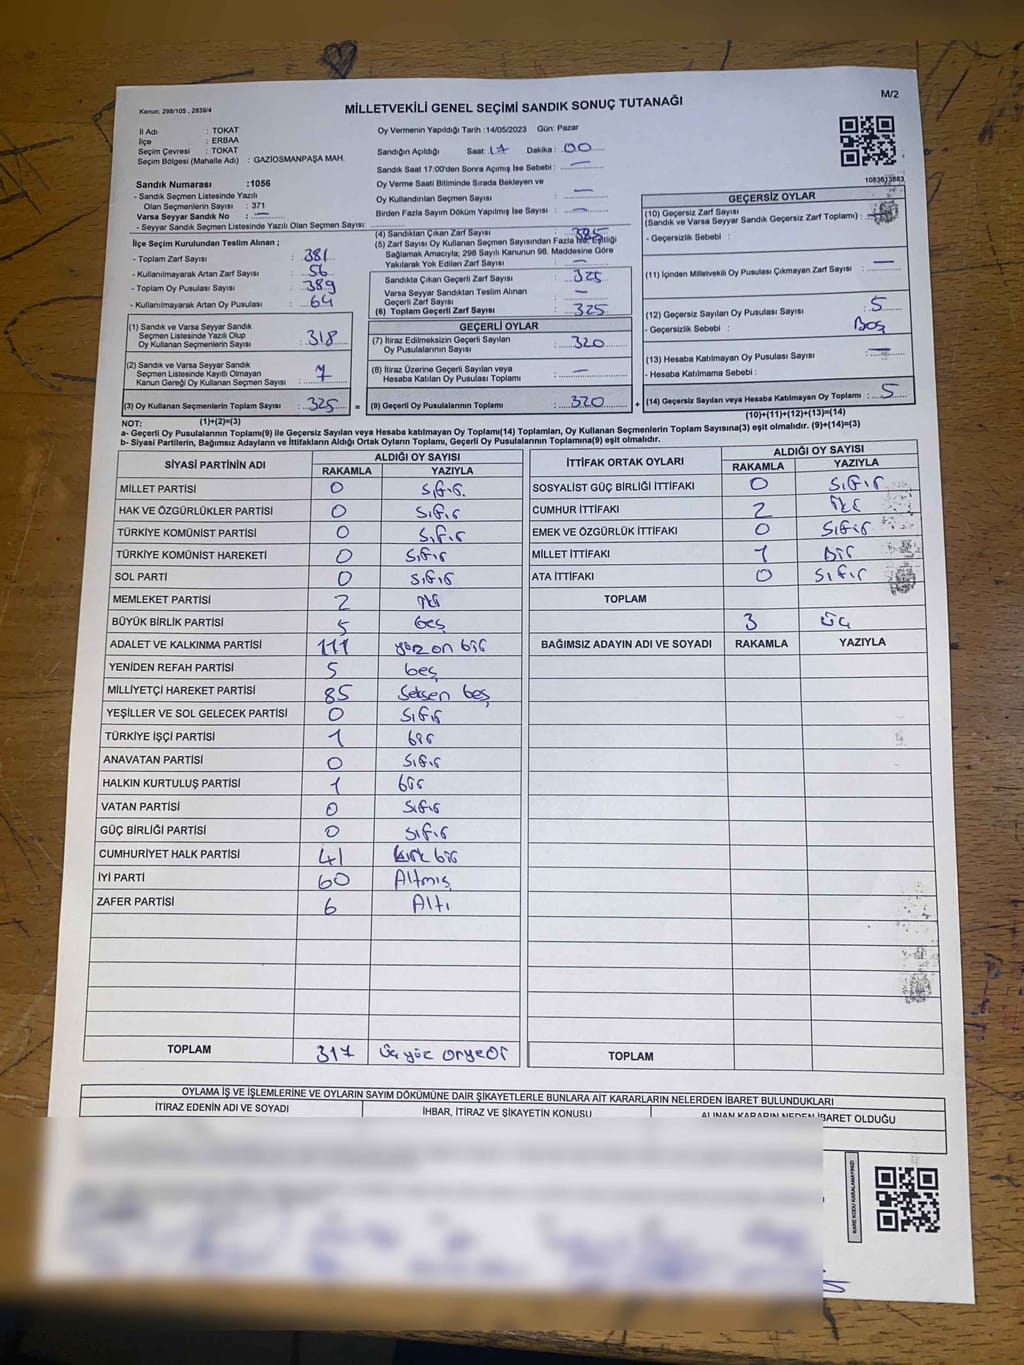 Kanun: 298/105 , 2839/4
MİLLETVEKİLİ GENEL SEÇİMİ SANDIK SONUÇ TUTANAĞI
M/2
İl Adı : TOKAT
İlçe : ERBAA
Seçim Çevresi : TOKAT
Seçim Bölgesi (Mahalle Adı) : GAZİOSMANPAŞA MAH.
Oy Vermenin Yapıldığı Tarih : 14/05/2023 Gün: Pazar
Sandığın Açıldığı Saat: 17 Dakika: 00
Sandık Saat 17:00'den Sonra Açılmış İse Sebebi : —
Oy Verme Saati Bitiminde Sırada Bekleyen ve
Oy Kullandırılan Seçmen Sayısı : —
Birden Fazla Sayım Döküm Yapılmış İse Sayısı : —
Sandık Numarası :1056
- Sandık Seçmen Listesinde Yazılı
Olan Seçmenlerin Sayısı : 371
Varsa Seyyar Sandık No : —
- Seyyar Sandık Seçmen Listesinde Yazılı Olan Seçmen Sayısı:
İlçe Seçim Kurulundan Teslim Alınan ;
- Toplam Zarf Sayısı : 381
- Kullanılmayarak Artan Zarf Sayısı : 56
- Toplam Oy Pusulası Sayısı : 389
- Kullanılmayarak Artan Oy Pusulası : 64
(1) Sandık ve Varsa Seyyar Sandık
Seçmen Listesinde Yazılı Olup
Oy Kullanan Seçmenlerin Sayısı : 318
(2) Sandık ve Varsa Seyyar Sandık
Seçmen Listesinde Kayıtlı Olmayan
Kanun Gereği Oy Kullanan Seçmen Sayısı : 7
(3) Oy Kullanan Seçmenlerin Toplam Sayısı : 325
(1)+(2)=(3)
(4) Sandıktan Çıkan Zarf Sayısı :
(5) Zarf Sayısı Oy Kullanan Seçmen Sayısından Fazla İse, Eşitliği
Sağlamak Amacıyla; 298 Sayılı Kanunun 98. Maddesine Göre
Yakılarak Yok Edilen Zarf Sayısı : —
Sandıkta Çıkan Geçerli Zarf Sayısı : 325
Varsa Seyyar Sandıktan Teslim Alınan
Geçerli Zarf Sayısı : —
(6) Toplam Geçerli Zarf Sayısı : 325
GEÇERLİ OYLAR
(7) İtiraz Edilmeksizin Geçerli Sayılan
Oy Pusulalarının Sayısı : 320
(8) İtiraz Üzerine Geçerli Sayılan veya
Hesaba Katılan Oy Pusulası Toplamı : —
= (9) Geçerli Oy Pusulalarının Toplamı : 320
1083613883
GEÇERSİZ OYLAR
(10) Geçersiz Zarf Sayısı
(Sandık ve Varsa Seyyar Sandık Geçersiz Zarf Toplamı) :
- Geçersizlik Sebebi :
(11) İçinden Milletvekili Oy Pusulası Çıkmayan Zarf Sayısı : —
(12) Geçersiz Sayılan Oy Pusulası Sayısı : 5
- Geçersizlik Sebebi : Boş
(13) Hesaba Katılmayan Oy Pusulası Sayısı : —
- Hesaba Katılmama Sebebi :
+ (14) Geçersiz Sayılan veya Hesaba Katılmayan Oy Toplamı : 5
(10)+(11)+(12)+(13)=(14)
NOT:
a- Geçerli Oy Pusulalarının Toplamı(9) ile Geçersiz Sayılan veya Hesaba katılmayan Oy Toplamı(14) Toplamları, Oy Kullanan Seçmenlerin Toplam Sayısına(3) eşit olmalıdır. (9)+(14)=(3)
b- Siyasi Partilerin, Bağımsız Adayların ve İttifakların Aldığı Ortak Oyların Toplamı, Geçerli Oy Pusulalarının Toplamına(9) eşit olmalıdır.
SİYASİ PARTİNİN ADI ALDIĞI OY SAYISI
RAKAMLA YAZIYLA
MİLLET PARTİSİ 0 Sıfır.
HAK VE ÖZGÜRLÜKLER PARTİSİ 0 Sıfır
TÜRKİYE KOMÜNİST PARTİSİ 0 Sıfır
TÜRKİYE KOMÜNİST HAREKETİ 0 Sıfır
SOL PARTİ 0 Sıfır
MEMLEKET PARTİSİ 2 iki
BÜYÜK BİRLİK PARTİSİ 5 beş
ADALET VE KALKINMA PARTİSİ 111 yüz on bir
YENİDEN REFAH PARTİSİ 5 beş
MİLLİYETÇİ HAREKET PARTİSİ 85 Seksen beş
YEŞİLLER VE SOL GELECEK PARTİSİ 0 Sıfır
TÜRKİYE İŞÇİ PARTİSİ 1 bir
ANAVATAN PARTİSİ 0 Sıfır
HALKIN KURTULUŞ PARTİSİ 1 bir
VATAN PARTİSİ 0 Sıfır
GÜÇ BİRLİĞİ PARTİSİ 0 Sıfır
CUMHURİYET HALK PARTİSİ 41 kırk bir
İYİ PARTİ 60 Altmış
ZAFER PARTİSİ 6 Altı
TOPLAM 317 üç yüz onyedi
İTTİFAK ORTAK OYLARI ALDIĞI OY SAYISI
RAKAMLA YAZIYLA
SOSYALİST GÜÇ BİRLİĞİ İTTİFAKI 0 Sıfır
CUMHUR İTTİFAKI 2 iki
EMEK VE ÖZGÜRLÜK İTTİFAKI 0 Sıfır
MİLLET İTTİFAKI 1 Bir
ATA İTTİFAKI 0 Sıfır
TOPLAM
3 üç
BAĞIMSIZ ADAYIN ADI VE SOYADI RAKAMLA YAZIYLA
TOPLAM
OYLAMA İŞ VE İŞLEMLERİNE VE OYLARIN SAYIM DÖKÜMÜNE DAİR ŞİKAYETLERLE BUNLARA AİT KARARLARIN NELERDEN İBARET BULUNDUKLARI
İTİRAZ EDENİN ADI VE SOYADI İHBAR, İTİRAZ VE ŞİKAYETİN KONUSU ALINAN KARARIN NEDEN İBARET OLDUĞU
KARE KODU KARALAMAYINIZ!